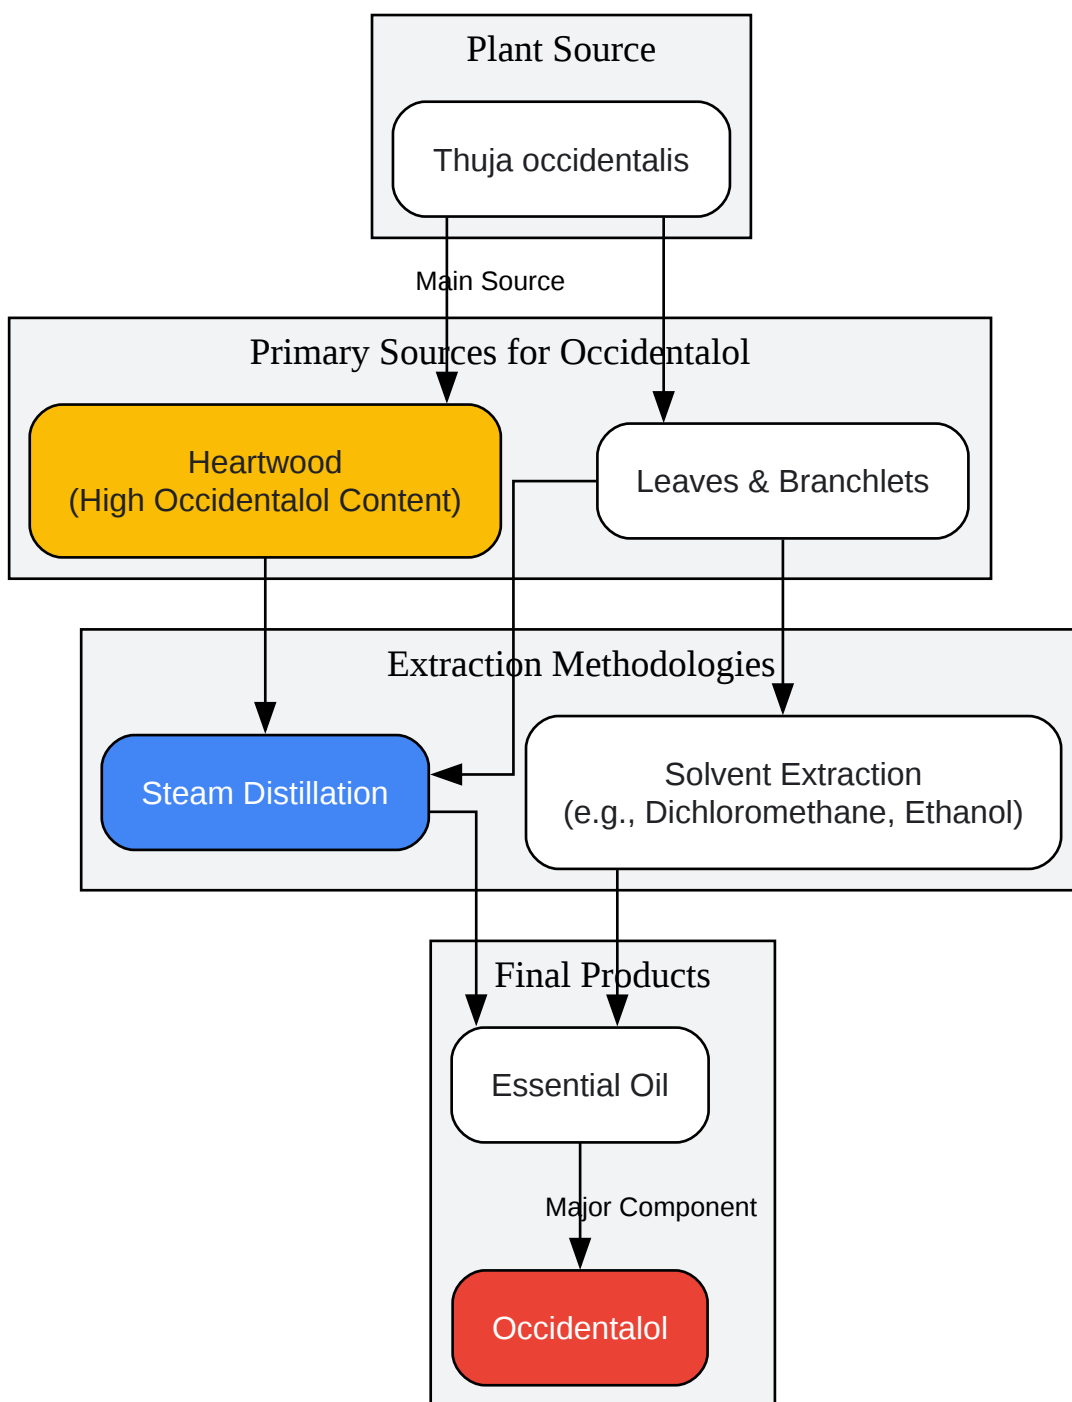 Plant Source
Thuja occidentalis
Main Source
Primary Sources for Occidentalol
Heartwood
(High Occidentalol Content)
Leaves & Branchlets
Extraction Methodologies
Steam Distillation
Solvent Extraction
(e.g., Dichloromethane, Ethanol)
Final Products
Essential Oil
Major Component
Occidentalol